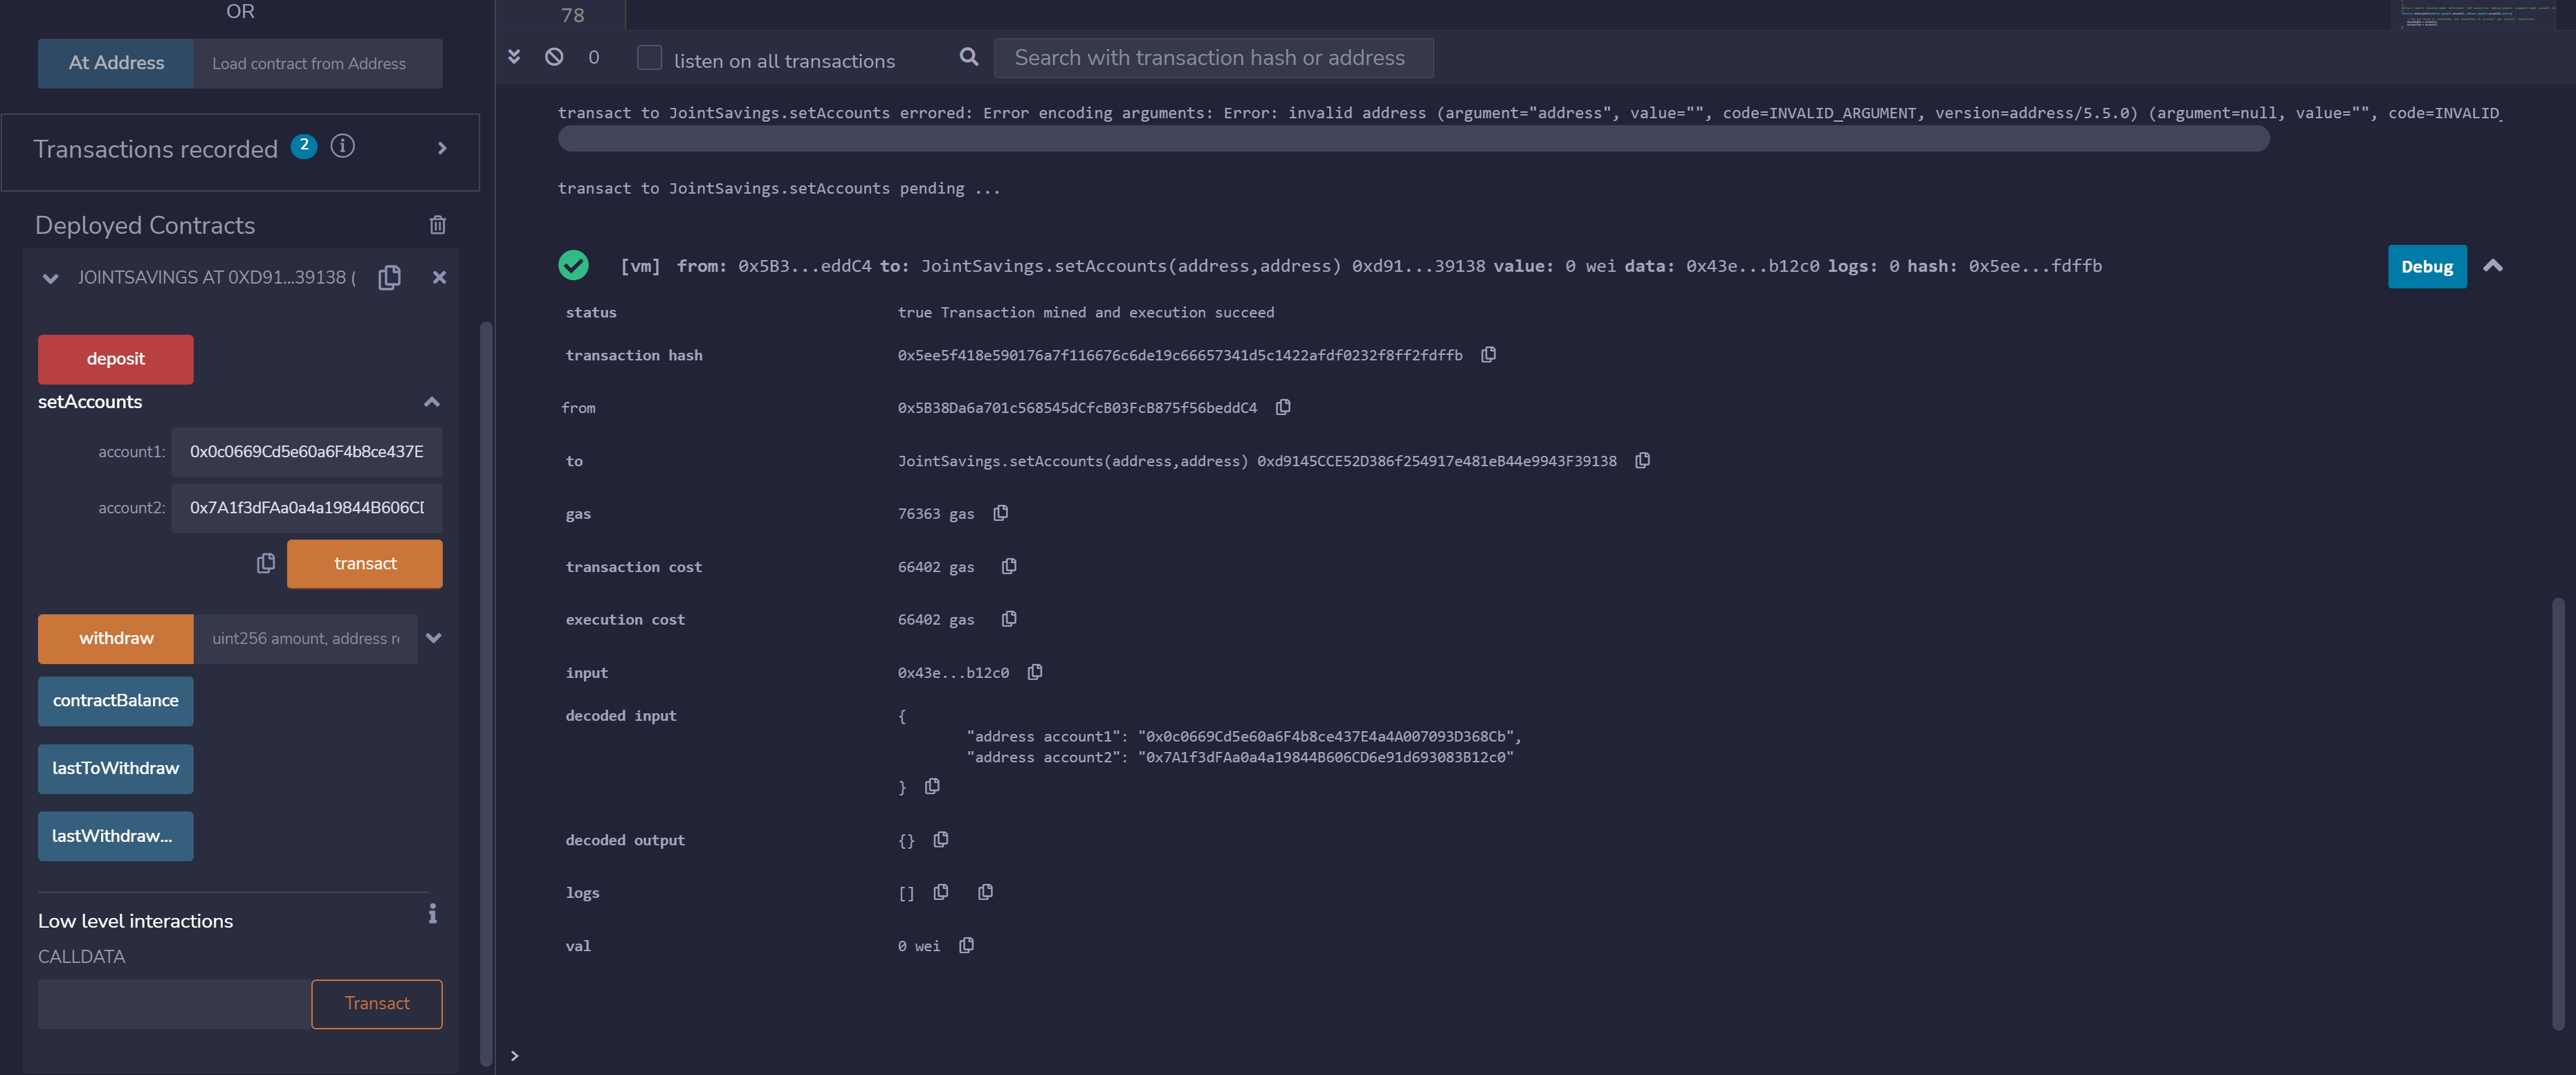 OR
At Address
Load contract from Address
Transactions recorded 2
Deployed Contracts
JOINTSAVINGS AT 0XD91...39138 (
deposit
setAccounts
account1: 0x0c0669Cd5e60a6F4b8ce437E
account2: 0x7A1f3dFAa0a4a19844B606CD
transact
withdraw uint256 amount, address re
contractBalance
lastToWithdraw
lastWithdraw...
Low level interactions
CALLDATA
Transact
78
0 listen on all transactions Search with transaction hash or address
transact to JointSavings.setAccounts errored: Error encoding arguments: Error: invalid address (argument="address", value="", code=INVALID_ARGUMENT, version=address/5.5.0) (argument=null, value="", code=INVALID_
transact to JointSavings.setAccounts pending ...
[vm] from: 0x5B3...eddC4 to: JointSavings.setAccounts(address,address) 0xd91...39138 value: 0 wei data: 0x43e...b12c0 logs: 0 hash: 0x5ee...fdffb
Debug
status true Transaction mined and execution succeed
transaction hash 0x5ee5f418e590176a7f116676c6de19c66657341d5c1422afdf0232f8ff2fdffb
from 0x5B38Da6a701c568545dCfcB03FcB875f56beddC4
to JointSavings.setAccounts(address,address) 0xd9145CCE52D386f254917e481eB44e9943F39138
gas 76363 gas
transaction cost 66402 gas
execution cost 66402 gas
input 0x43e...b12c0
decoded input {
"address account1": "0x0c0669Cd5e60a6F4b8ce437E4a4A007093D368Cb",
"address account2": "0x7A1f3dFAa0a4a19844B606CD6e91d693083B12c0"
}
decoded output {}
logs []
val 0 wei
>